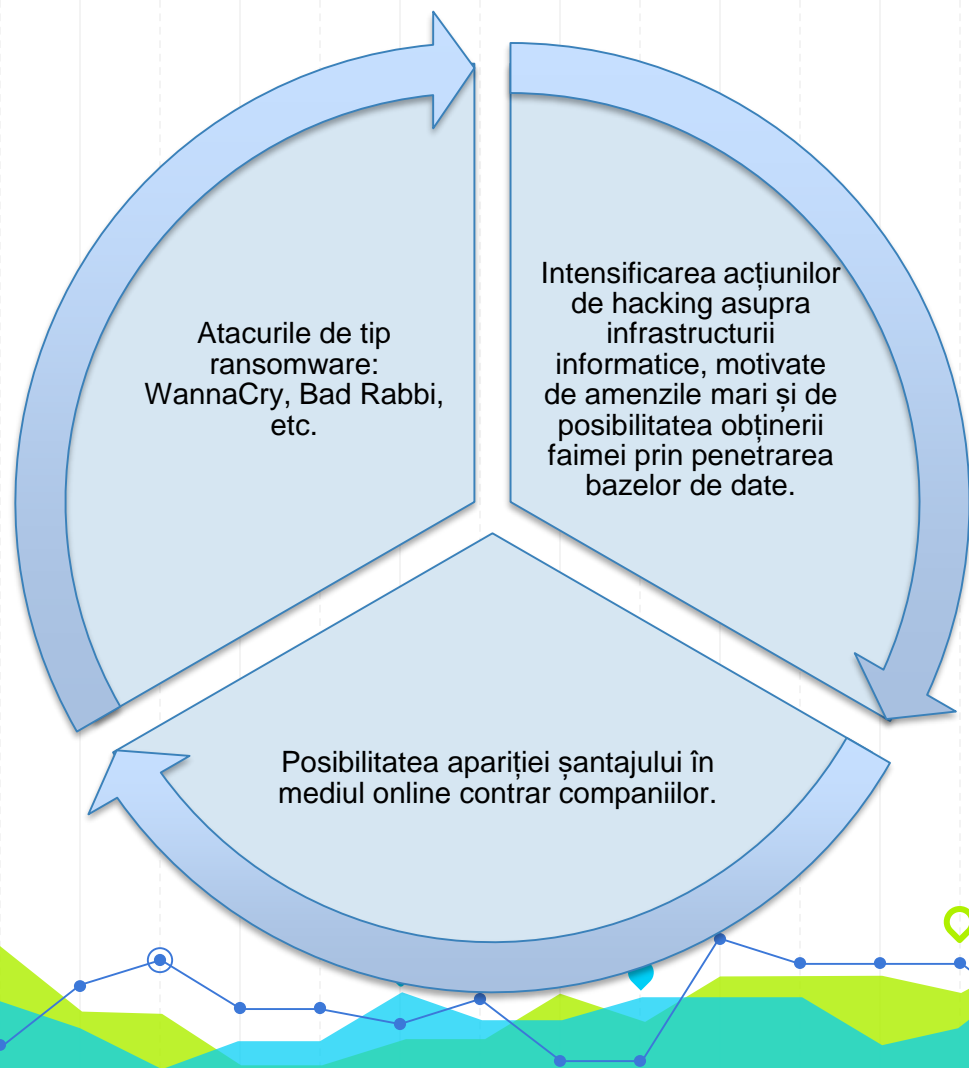 Atacurile de tip
ransomware:
WannaCry, Bad Rabbi,
etc.
Intensificarea acțiunilor
de hacking asupra
infrastructurii
informatice, motivate
de amenzile mari și de
posibilitatea obținerii
faimei prin penetrarea
bazelor de date.
Posibilitatea apariției șantajului în
mediul online contrar companiilor.